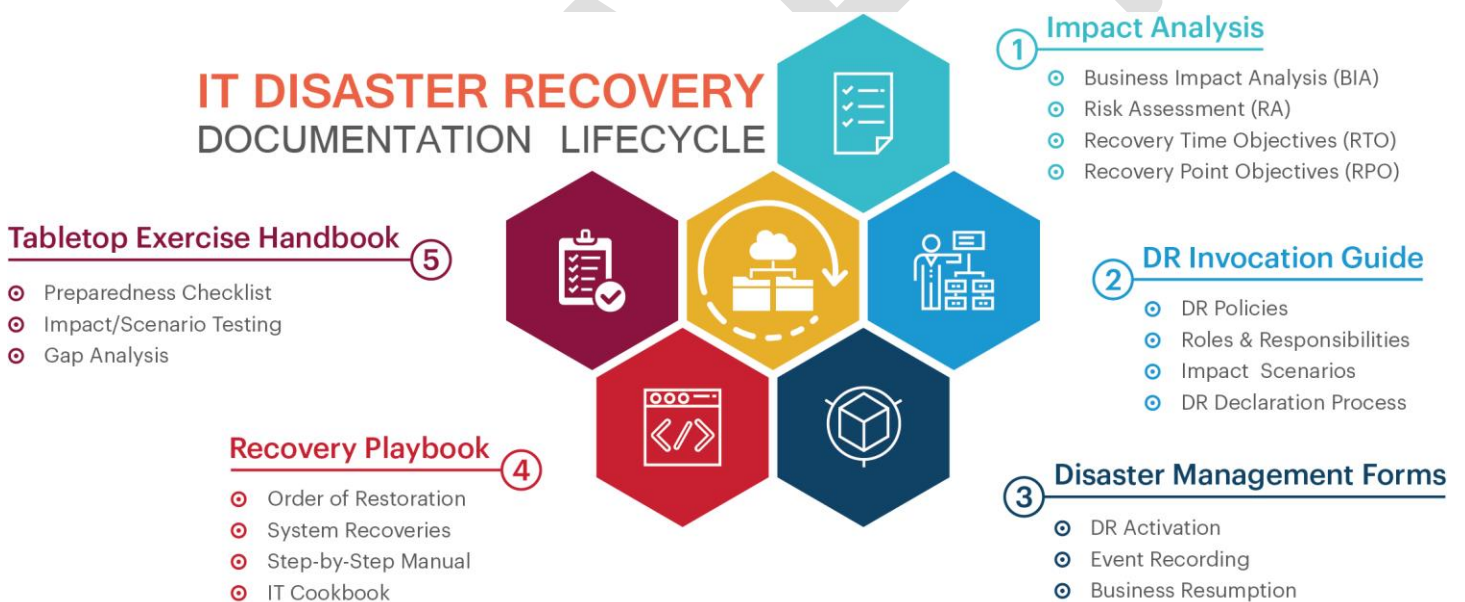 IT DISASTER RECOVERY
DOCUMENTATION LIFECYCLE
1
Impact Analysis
Business Impact Analysis (BIA)
Risk Assessment (RA)
Recovery Time Objectives (RTO)
Recovery Point Objectives (RPO)
2
DR Invocation Guide
DR Policies
Roles & Responsibilities
Impact Scenarios
DR Declaration Process
3
Disaster Management Forms
DR Activation
Event Recording
Business Resumption
Recovery Playbook
4
Order of Restoration
System Recoveries
Step-by-Step Manual
IT Cookbook
Tabletop Exercise Handbook
5
Preparedness Checklist
Impact/Scenario Testing
Gap Analysis